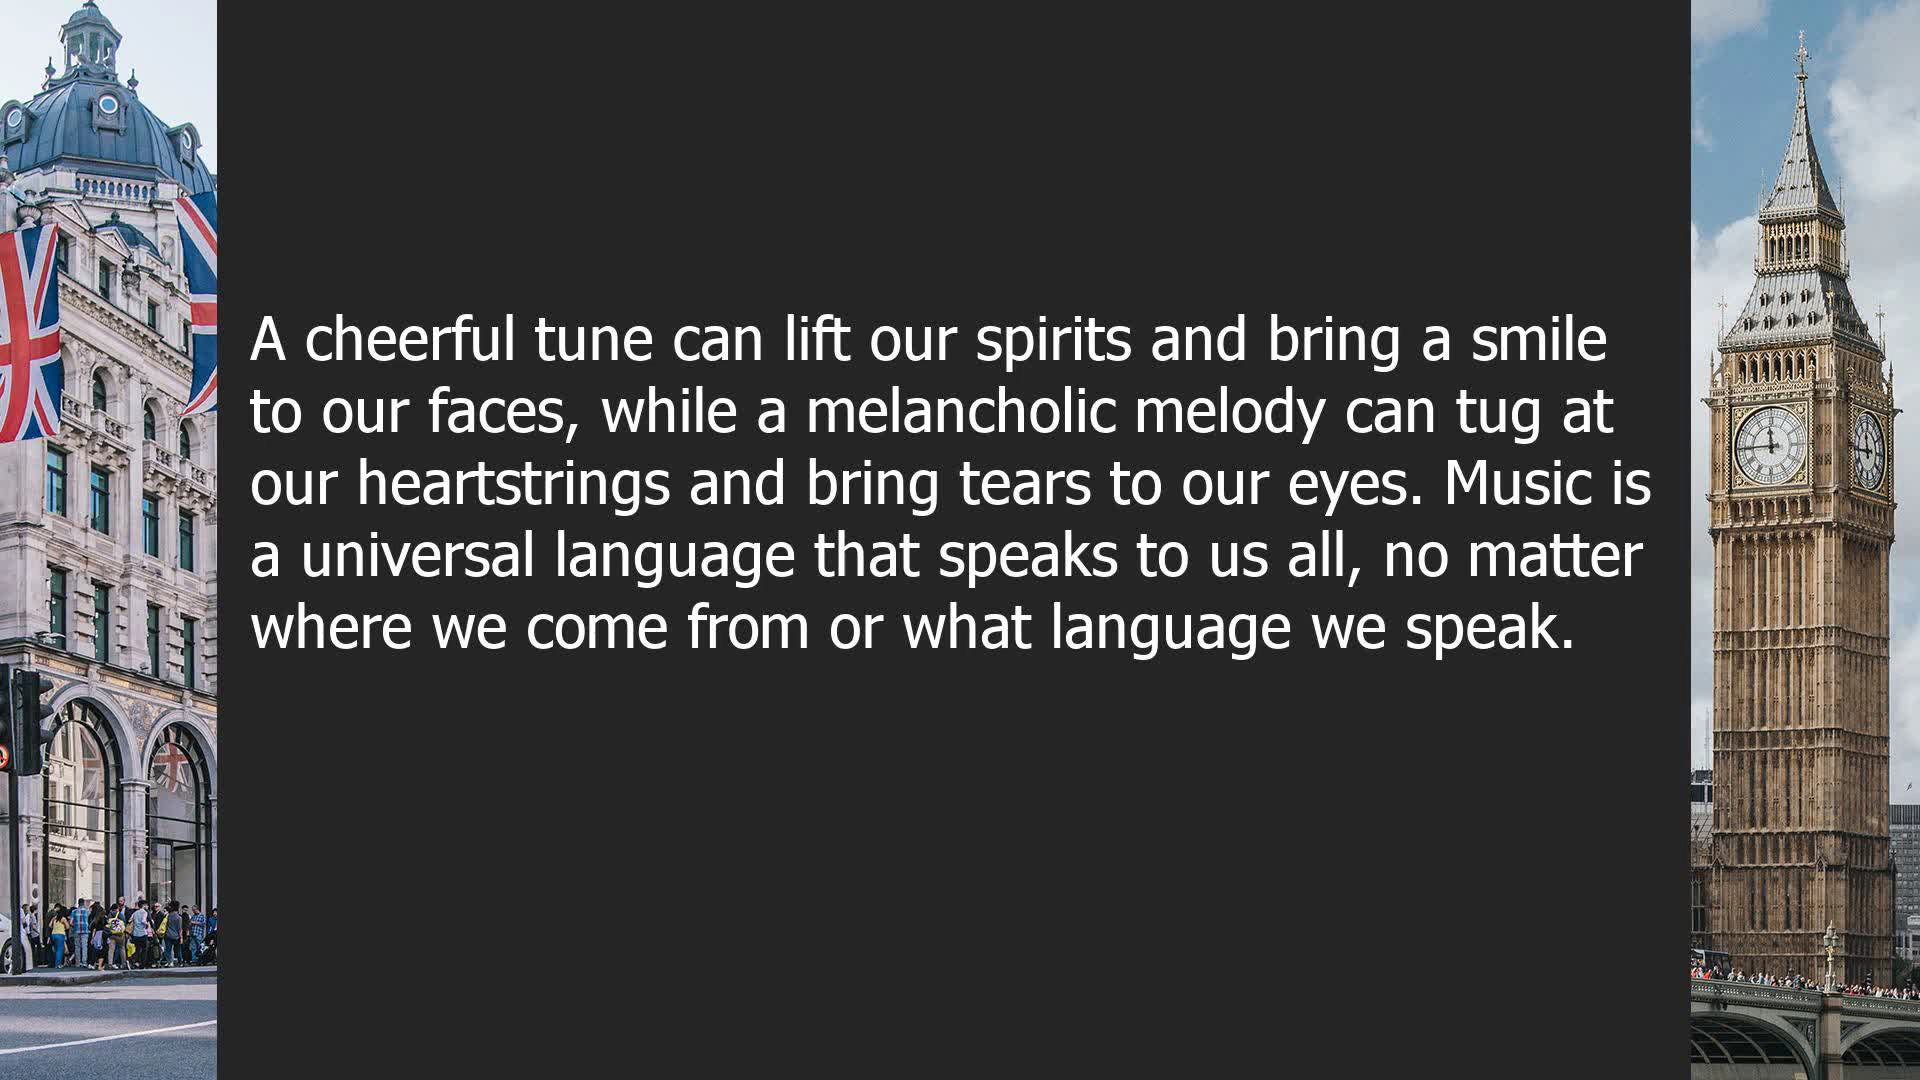 A cheerful tune can lift our spirits and bring a smile
to our faces, while a melancholic melody can tug at
our heartstrings and bring tears to our eyes. Music is
a universal language that speaks to us all, no matter
where we come from or what language we speak.